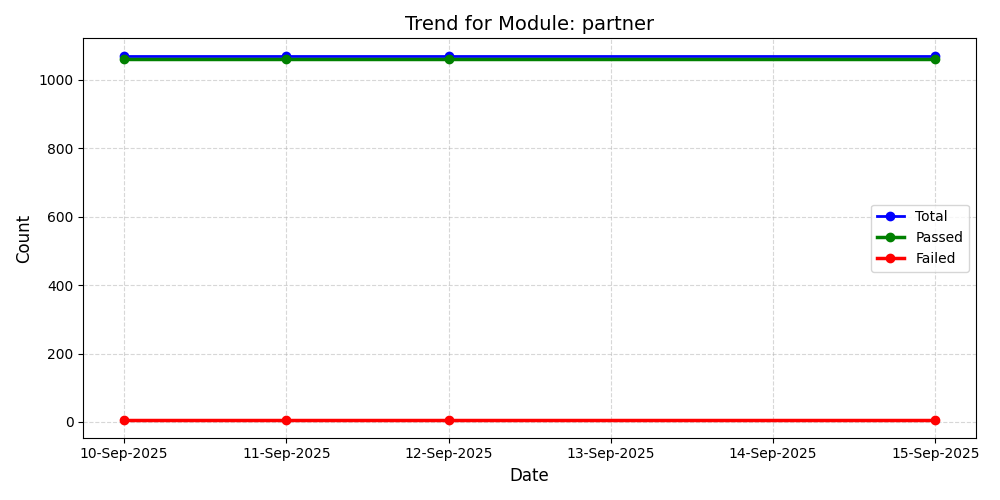 Trend for Module: partner
1000
800
600
400
200
0
Count
Total
Passed
Failed
10-Sep-2025 11-Sep-2025 12-Sep-2025 13-Sep-2025 14-Sep-2025 15-Sep-2025
Date